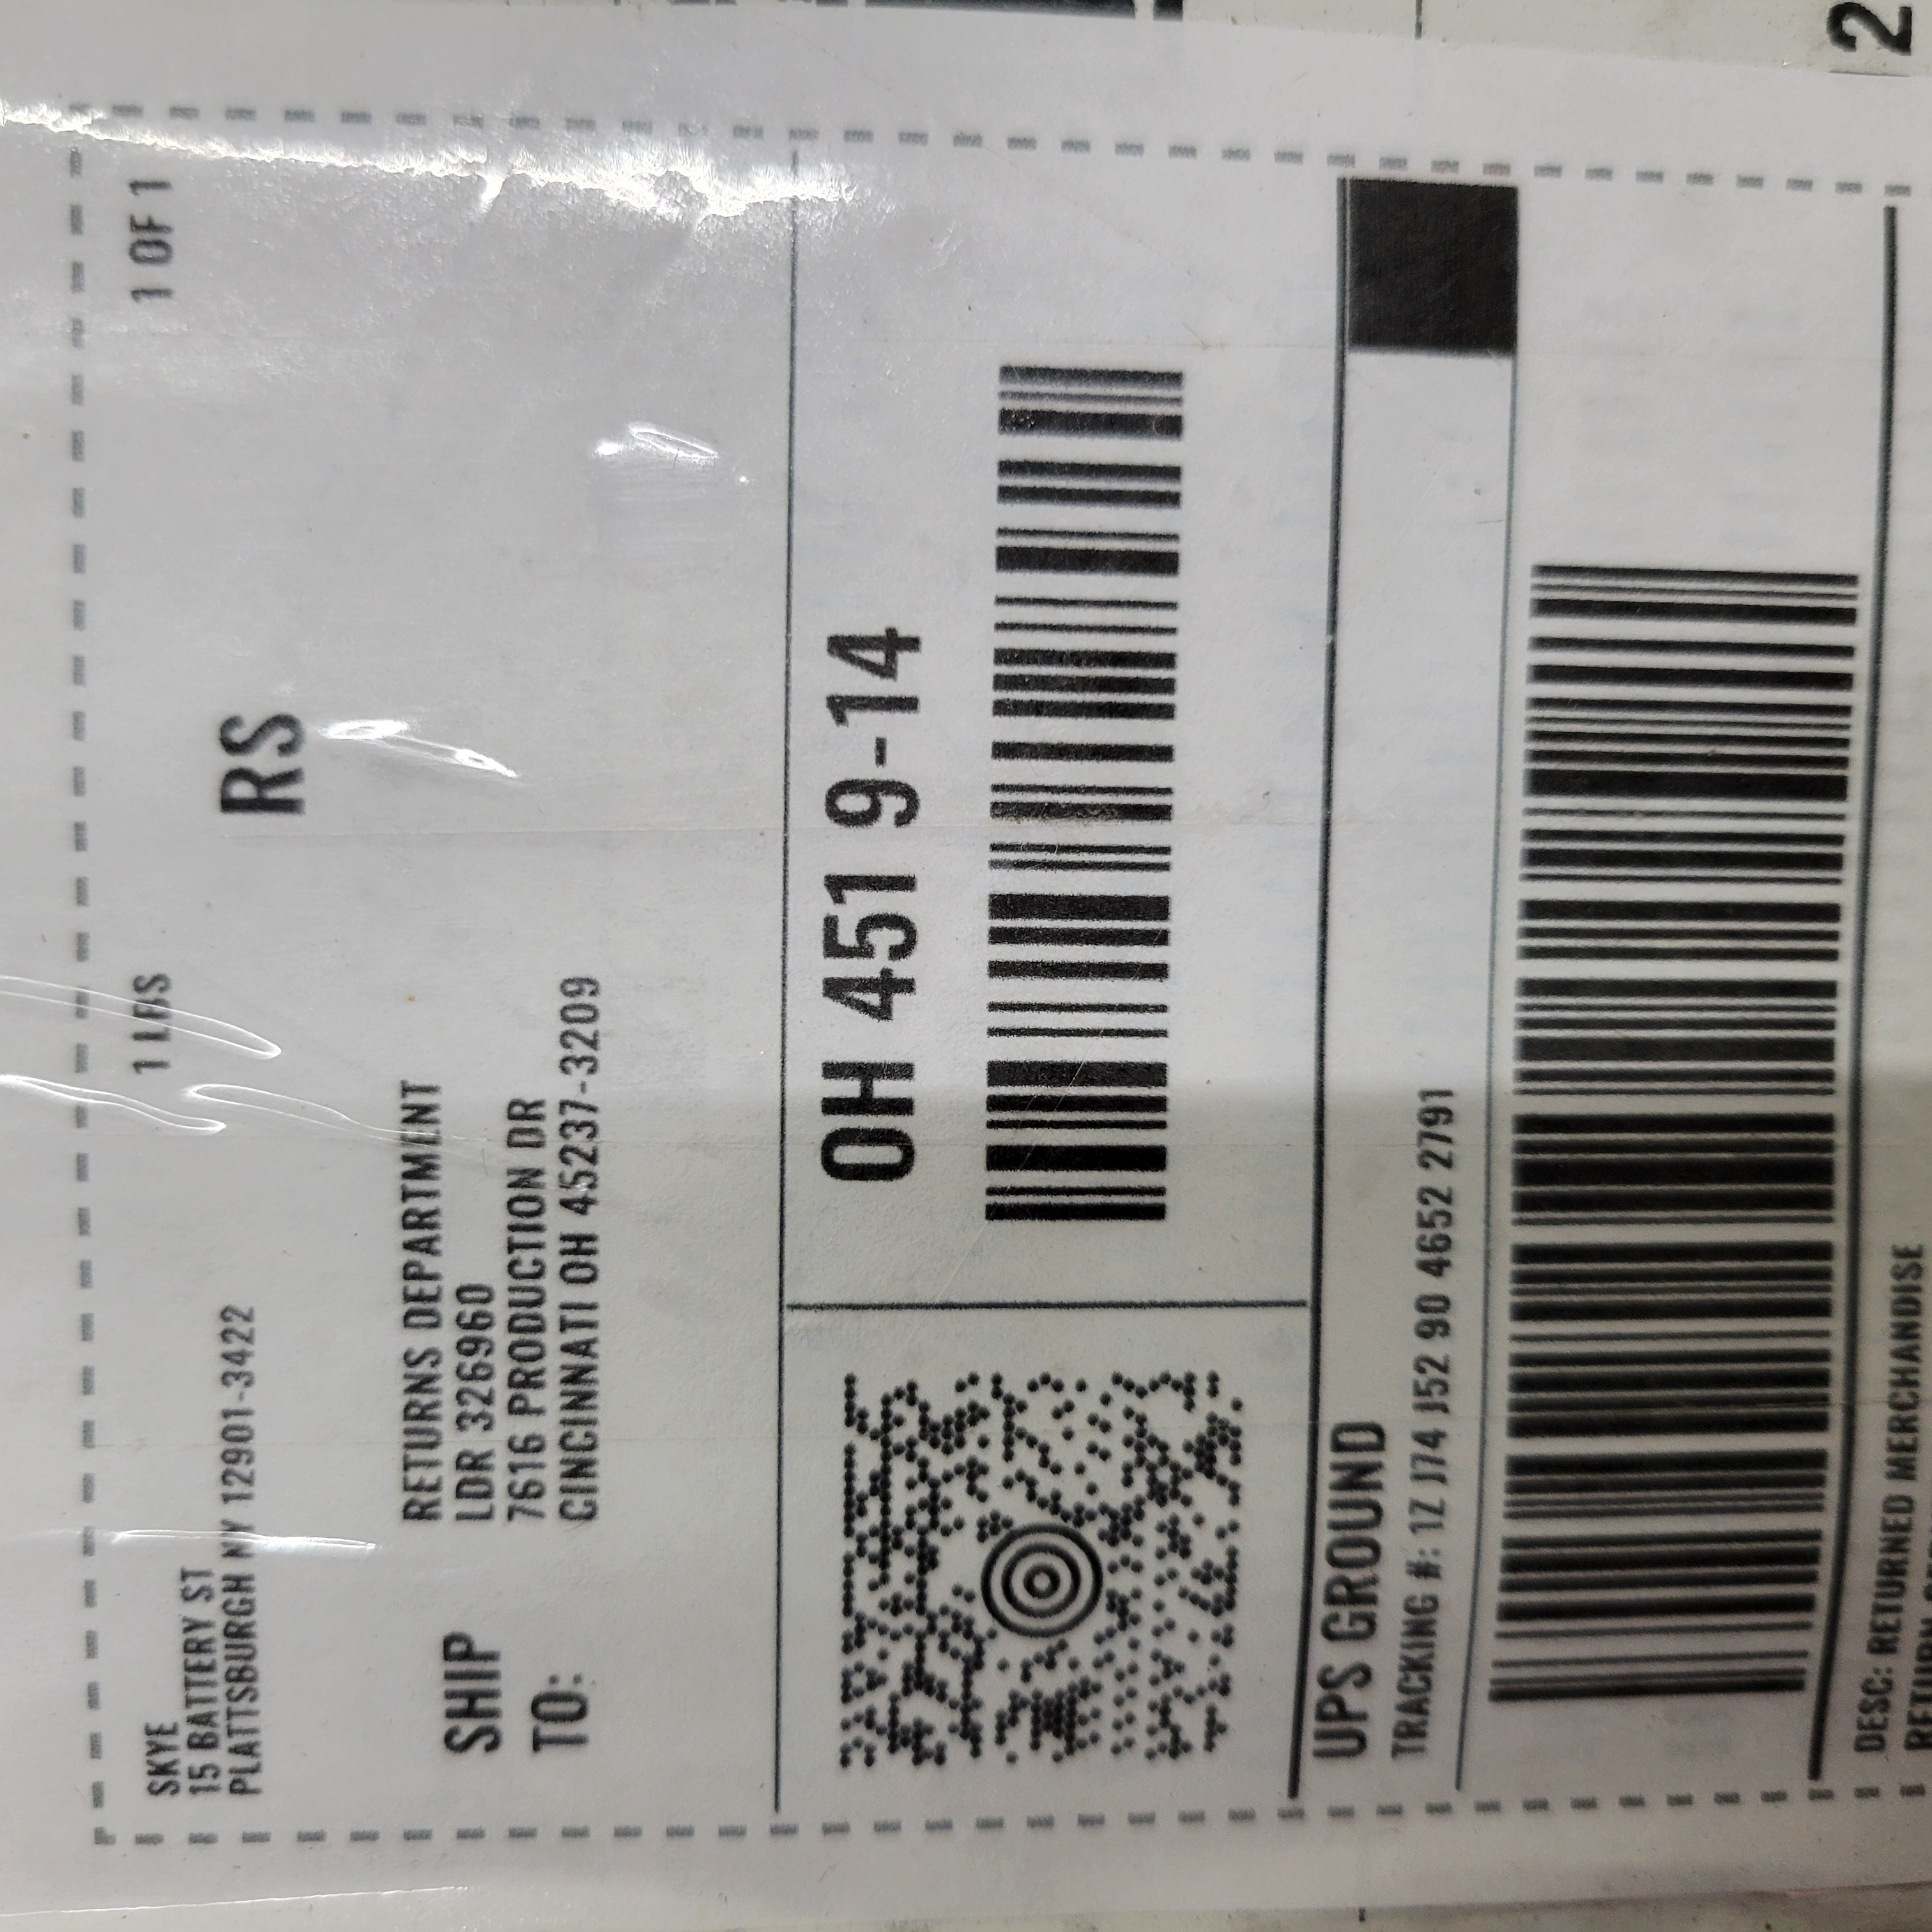 SKYE
15 BATTERY ST
PLATTSBURGH NY 12901-3422
1 LBS
1 OF 1
RS
SHIP
TO:
RETURNS DEPARTMENT
LDR 326960
7616 PRODUCTION DR
CINCINNATI OH 45237-3209
OH 451 9-14
UPS GROUND
TRACKING #: 1Z J74 J52 90 4652 2791
DESC: RETURNED MERCHANDISE
RETURN
2